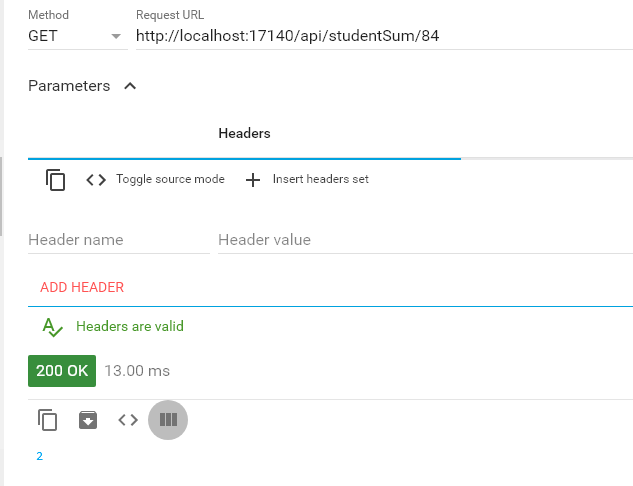 Method
Request URL
GET
http://localhost:17140/api/studentSum/84
Parameters
Headers
Toggle source mode
Insert headers set
Header name
Header value
ADD HEADER
Headers are valid
200 OK
13.00 ms
2